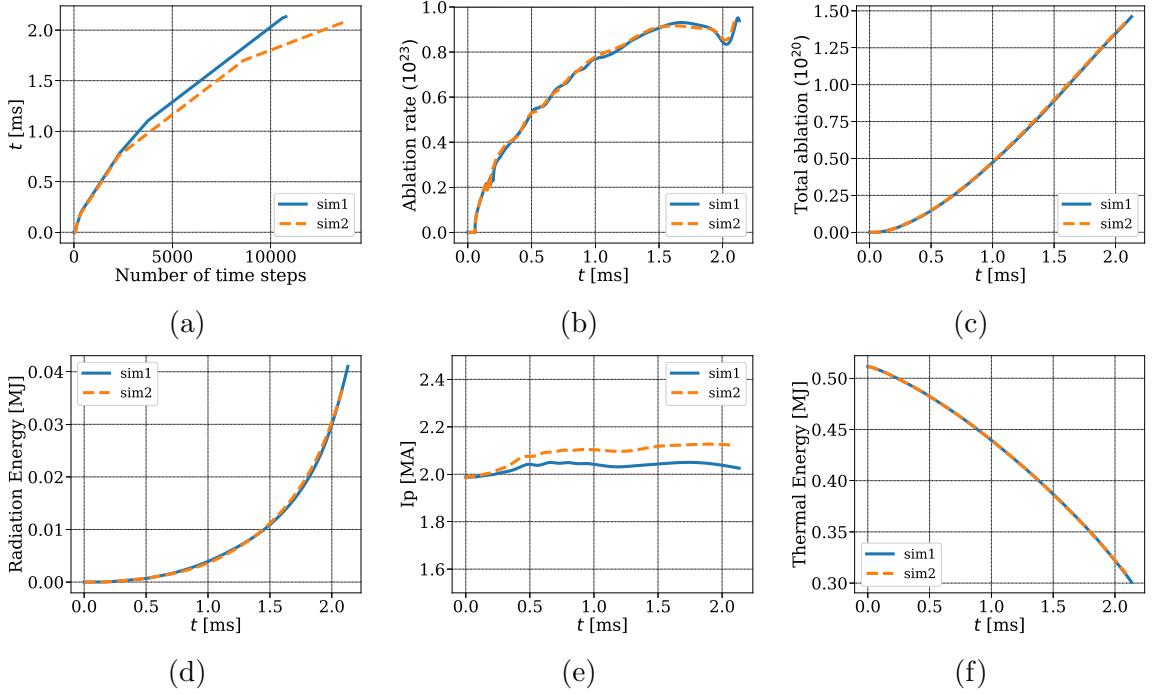 t [ms]
2.0
1.5
1.0
0.5
0.0
0
5000
10000
Number of time steps
sim1
sim2
(a)
Ablation rate (10²³)
1.0
0.8
0.6
0.4
0.2
0.0
0.0
0.5
1.0
1.5
2.0
t [ms]
sim1
sim2
(b)
Total ablation (10²⁰)
1.50
1.25
1.00
0.75
0.50
0.25
0.00
0.0
0.5
1.0
1.5
2.0
t [ms]
sim1
sim2
(c)
Radiation Energy [MJ]
0.04
0.03
0.02
0.01
0.00
0.0
0.5
1.0
1.5
2.0
t [ms]
sim1
sim2
(d)
Ip [MA]
2.4
2.2
2.0
1.8
1.6
0.0
0.5
1.0
1.5
2.0
t [ms]
sim1
sim2
(e)
Thermal Energy [MJ]
0.50
0.45
0.40
0.35
0.30
0.0
0.5
1.0
1.5
2.0
t [ms]
sim1
sim2
(f)